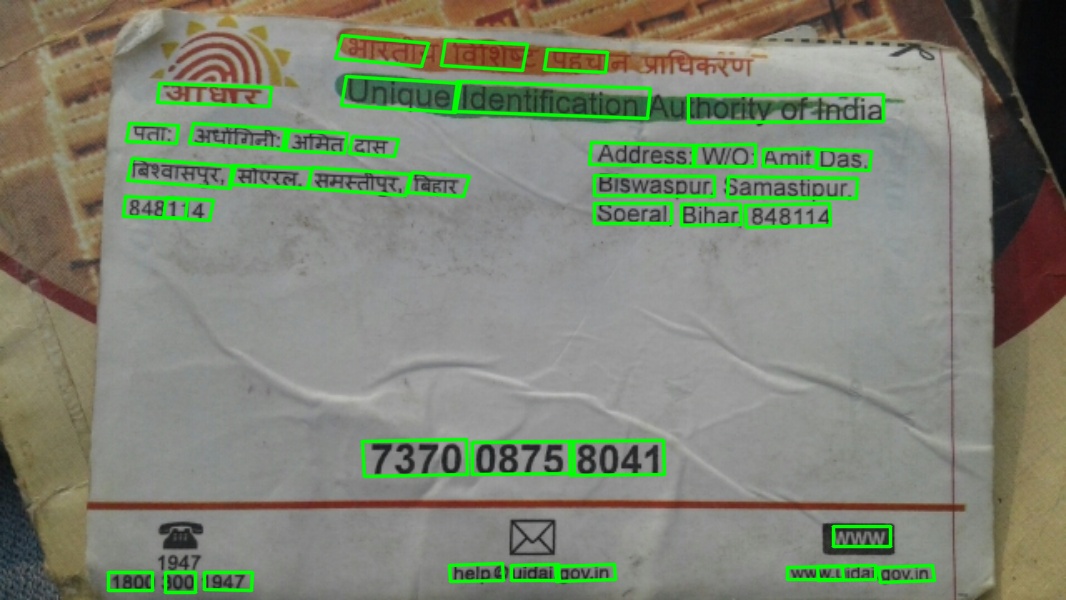 भारतीय विशिष्ट पहचान प्राधिकरण
आधार
Unique Identification Authority of India
पता: अर्धांगिनी: अमित दास
बिश्वासपुर, सोएरल, समस्तीपुर, बिहार
848114
Address: W/O: Amit Das,
Biswaspur, Samastipur,
Soeral, Bihar, 848114
7370 0875 8041
1947
1800 300 1947
help@uidai.gov.in
www
www.uidai.gov.in